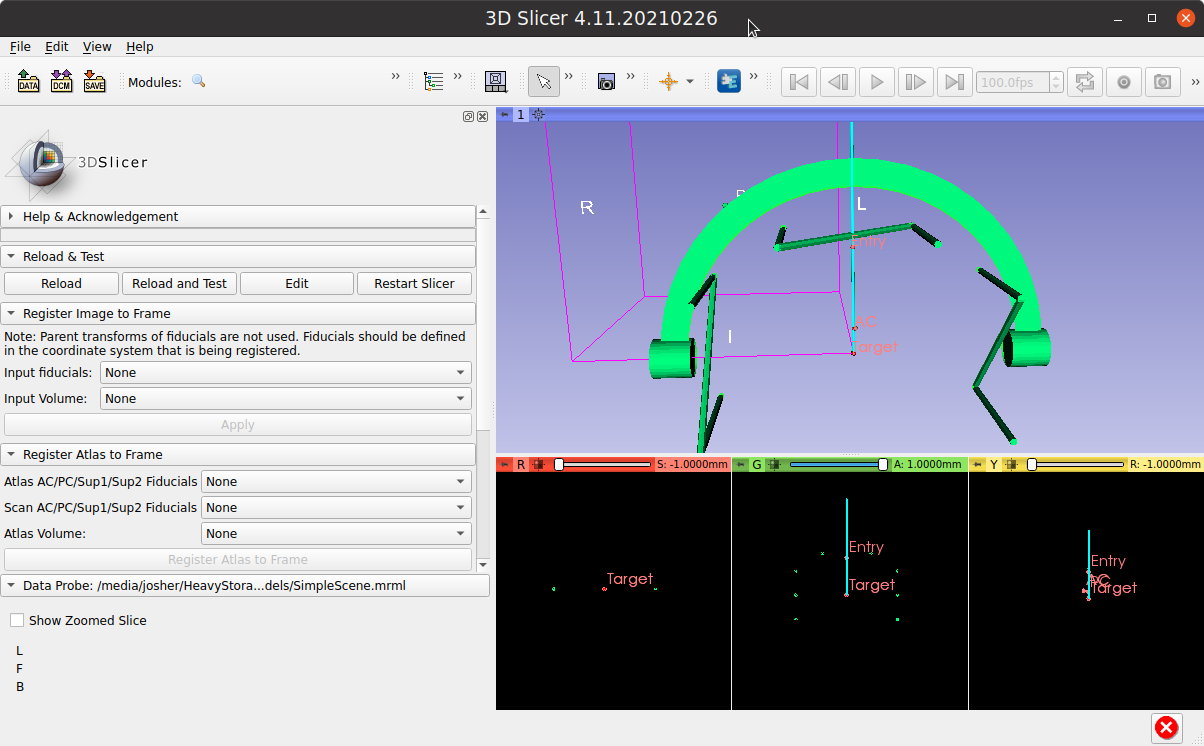 3D Slicer 4.11.20210226
File Edit View Help
DATA DCM SAVE Modules: 100.0fps
1
3DSlicer
Help & Acknowledgement
Reload & Test
Reload Reload and Test Edit Restart Slicer
Register Image to Frame
Note: Parent transforms of fiducials are not used. Fiducials should be defined
in the coordinate system that is being registered.
Input fiducials: None
Input Volume: None
Apply
Register Atlas to Frame
Atlas AC/PC/Sup1/Sup2 Fiducials None
Scan AC/PC/Sup1/Sup2 Fiducials None
Atlas Volume: None
Register Atlas to Frame
Data Probe: /media/josher/HeavyStora...dels/SimpleScene.mrml
Show Zoomed Slice
L
F
B
R
L
Entry
AC
I
Target
R S: -1.0000mm
G A: 1.0000mm
Y R: -1.0000mm
Target
Entry
Target
Entry
AC
Target